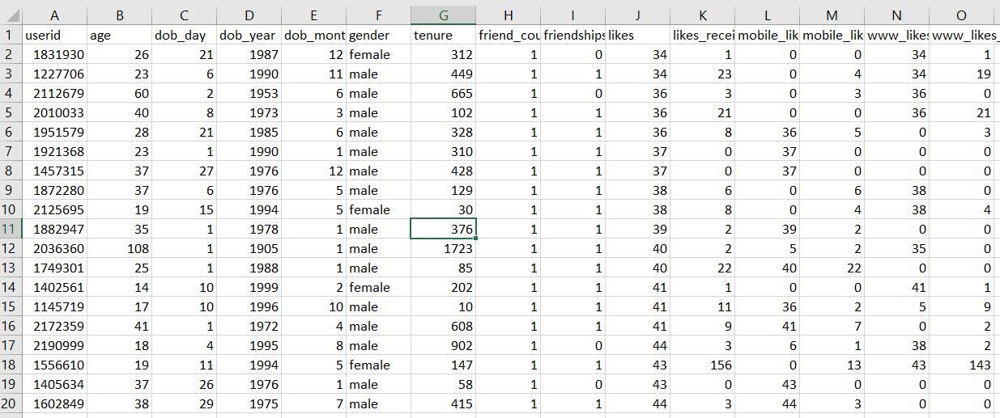 A B C D E F G H I J K L M N O
1 userid age dob_day dob_year dob_mont gender tenure friend_cou friendships likes likes_recei mobile_lik mobile_lik www_likes www_likes_
2 1831930 26 21 1987 12 female 312 1 0 34 1 0 0 34 1
3 1227706 23 6 1990 11 male 449 1 1 34 23 0 4 34 19
4 2112679 60 2 1953 6 male 665 1 0 36 3 0 3 36 0
5 2010033 40 8 1973 3 male 102 1 1 36 21 0 0 36 21
6 1951579 28 21 1985 6 male 328 1 1 36 8 36 5 0 3
7 1921368 23 1 1990 1 male 310 1 1 37 0 37 0 0 0
8 1457315 37 27 1976 12 male 428 1 1 37 0 37 0 0 0
9 1872280 37 6 1976 5 male 129 1 1 38 6 0 6 38 0
10 2125695 19 15 1994 5 female 30 1 1 38 8 0 4 38 4
11 1882947 35 1 1978 1 male 376 1 1 39 2 39 2 0 0
12 2036360 108 1 1905 1 male 1723 1 1 40 2 5 2 35 0
13 1749301 25 1 1988 1 male 85 1 1 40 22 40 22 0 0
14 1402561 14 10 1999 2 female 202 1 1 41 1 0 0 41 1
15 1145719 17 10 1996 10 male 10 1 1 41 11 36 2 5 9
16 2172359 41 1 1972 4 male 608 1 1 41 9 41 7 0 2
17 2190999 18 4 1995 8 male 902 1 0 44 3 6 1 38 2
18 1556610 19 11 1994 5 female 147 1 1 43 156 0 13 43 143
19 1405634 37 26 1976 1 male 58 1 0 43 0 43 0 0 0
20 1602849 38 29 1975 7 male 415 1 1 44 3 44 3 0 0